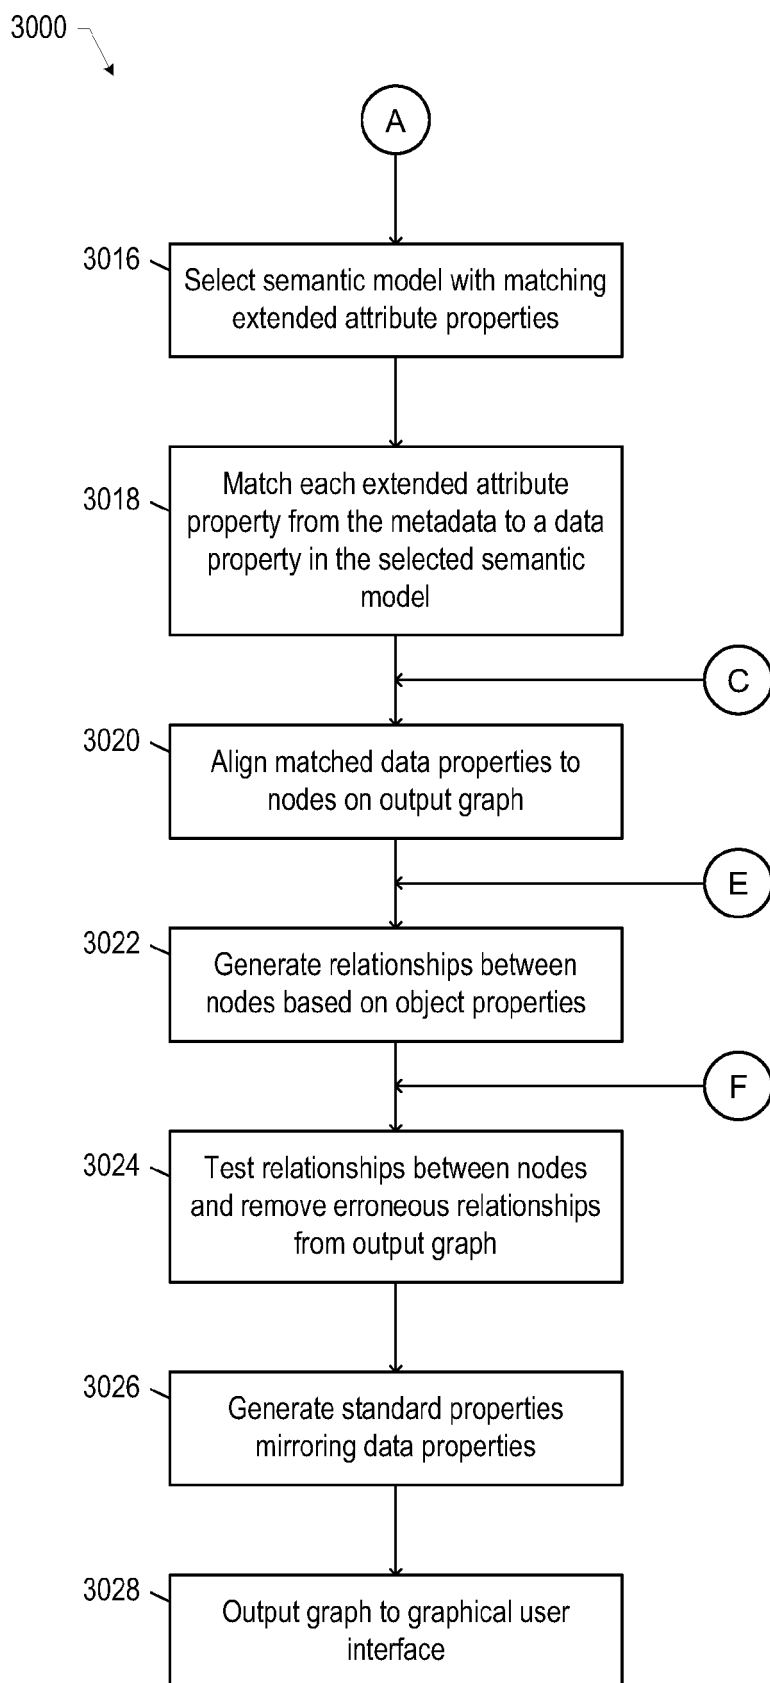 3000
A
3016
Select semantic model with matching
extended attribute properties
3018
Match each extended attribute
property from the metadata to a data
property in the selected semantic
model
C
3020
Align matched data properties to
nodes on output graph
E
3022
Generate relationships between
nodes based on object properties
F
3024
Test relationships between nodes
and remove erroneous relationships
from output graph
3026
Generate standard properties
mirroring data properties
3028
Output graph to graphical user
interface